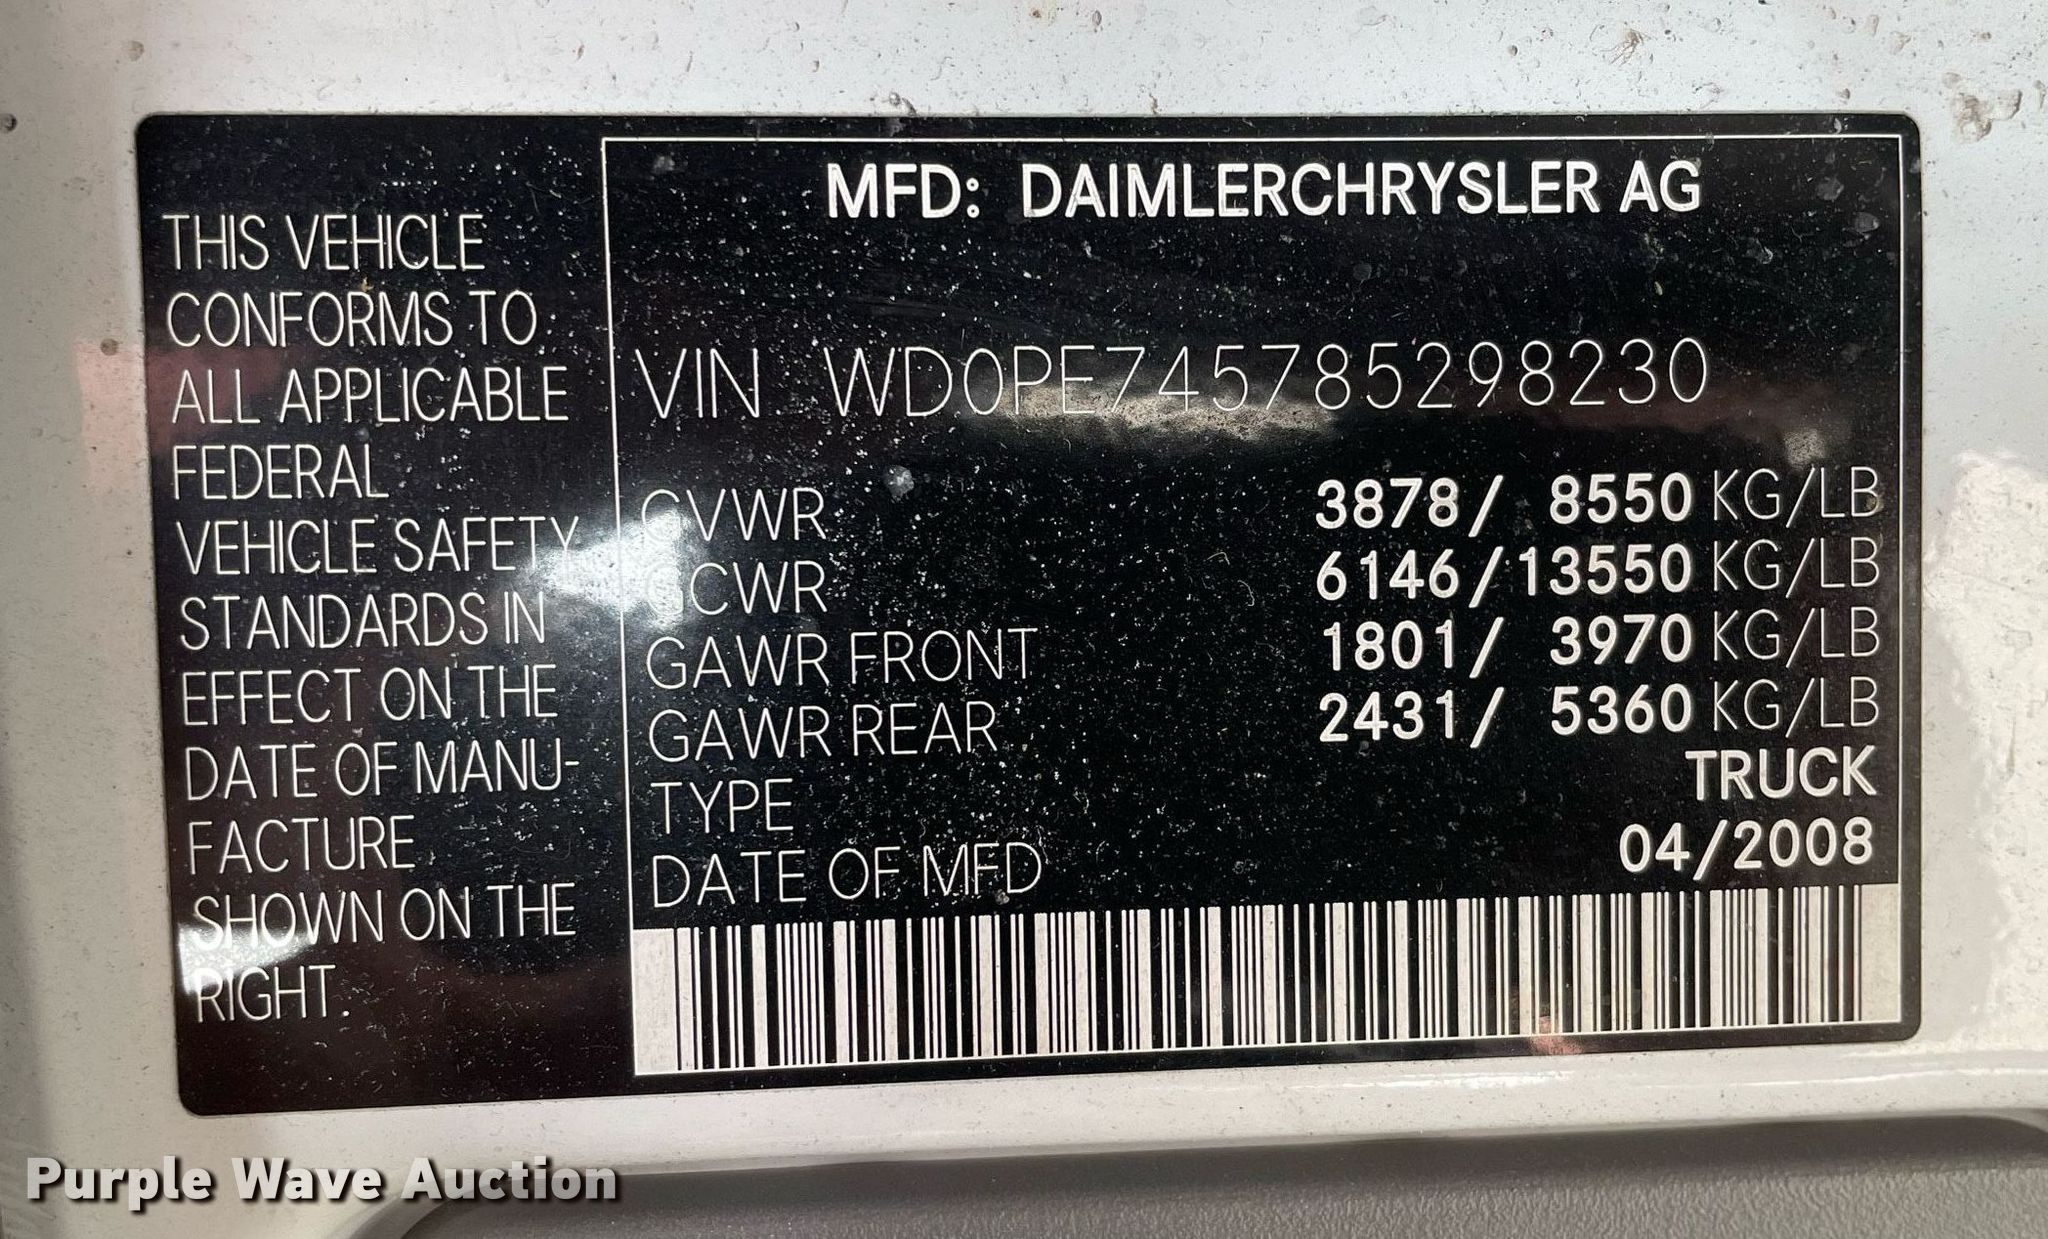 THIS VEHICLE
CONFORMS TO
ALL APPLICABLE
FEDERAL
VEHICLE SAFETY
STANDARDS IN
EFFECT ON THE
DATE OF MANU-
FACTURE
SHOWN ON THE
RIGHT.
MFD: DAIMLERCHRYSLER AG
VIN WD0PE745785298230
GVWR 3878/ 8550 KG/LB
GCWR 6146/13550 KG/LB
GAWR FRONT 1801/ 3970 KG/LB
GAWR REAR 2431/ 5360 KG/LB
TYPE TRUCK
DATE OF MFD 04/2008
Purple Wave Auction